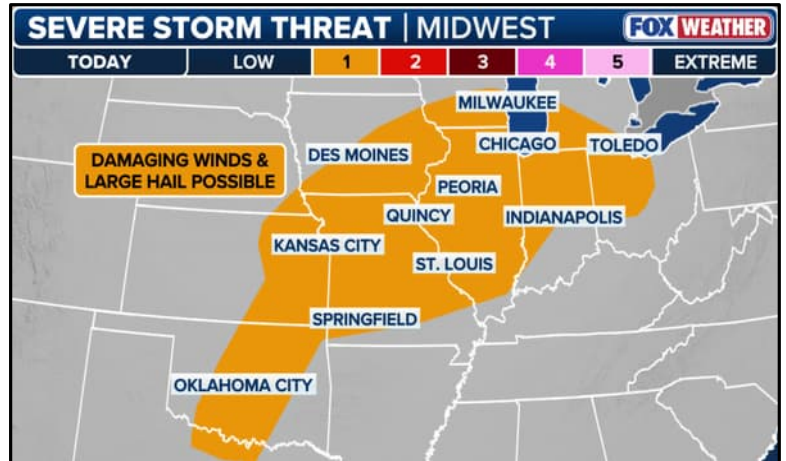 SEVERE STORM THREAT | MIDWEST
FOX WEATHER
TODAY LOW 1 2 3 4 5 EXTREME
MILWAUKEE
DES MOINES
CHICAGO
TOLEDO
DAMAGING WINDS &
LARGE HAIL POSSIBLE
PEORIA
QUINCY
INDIANAPOLIS
KANSAS CITY
ST. LOUIS
SPRINGFIELD
OKLAHOMA CITY